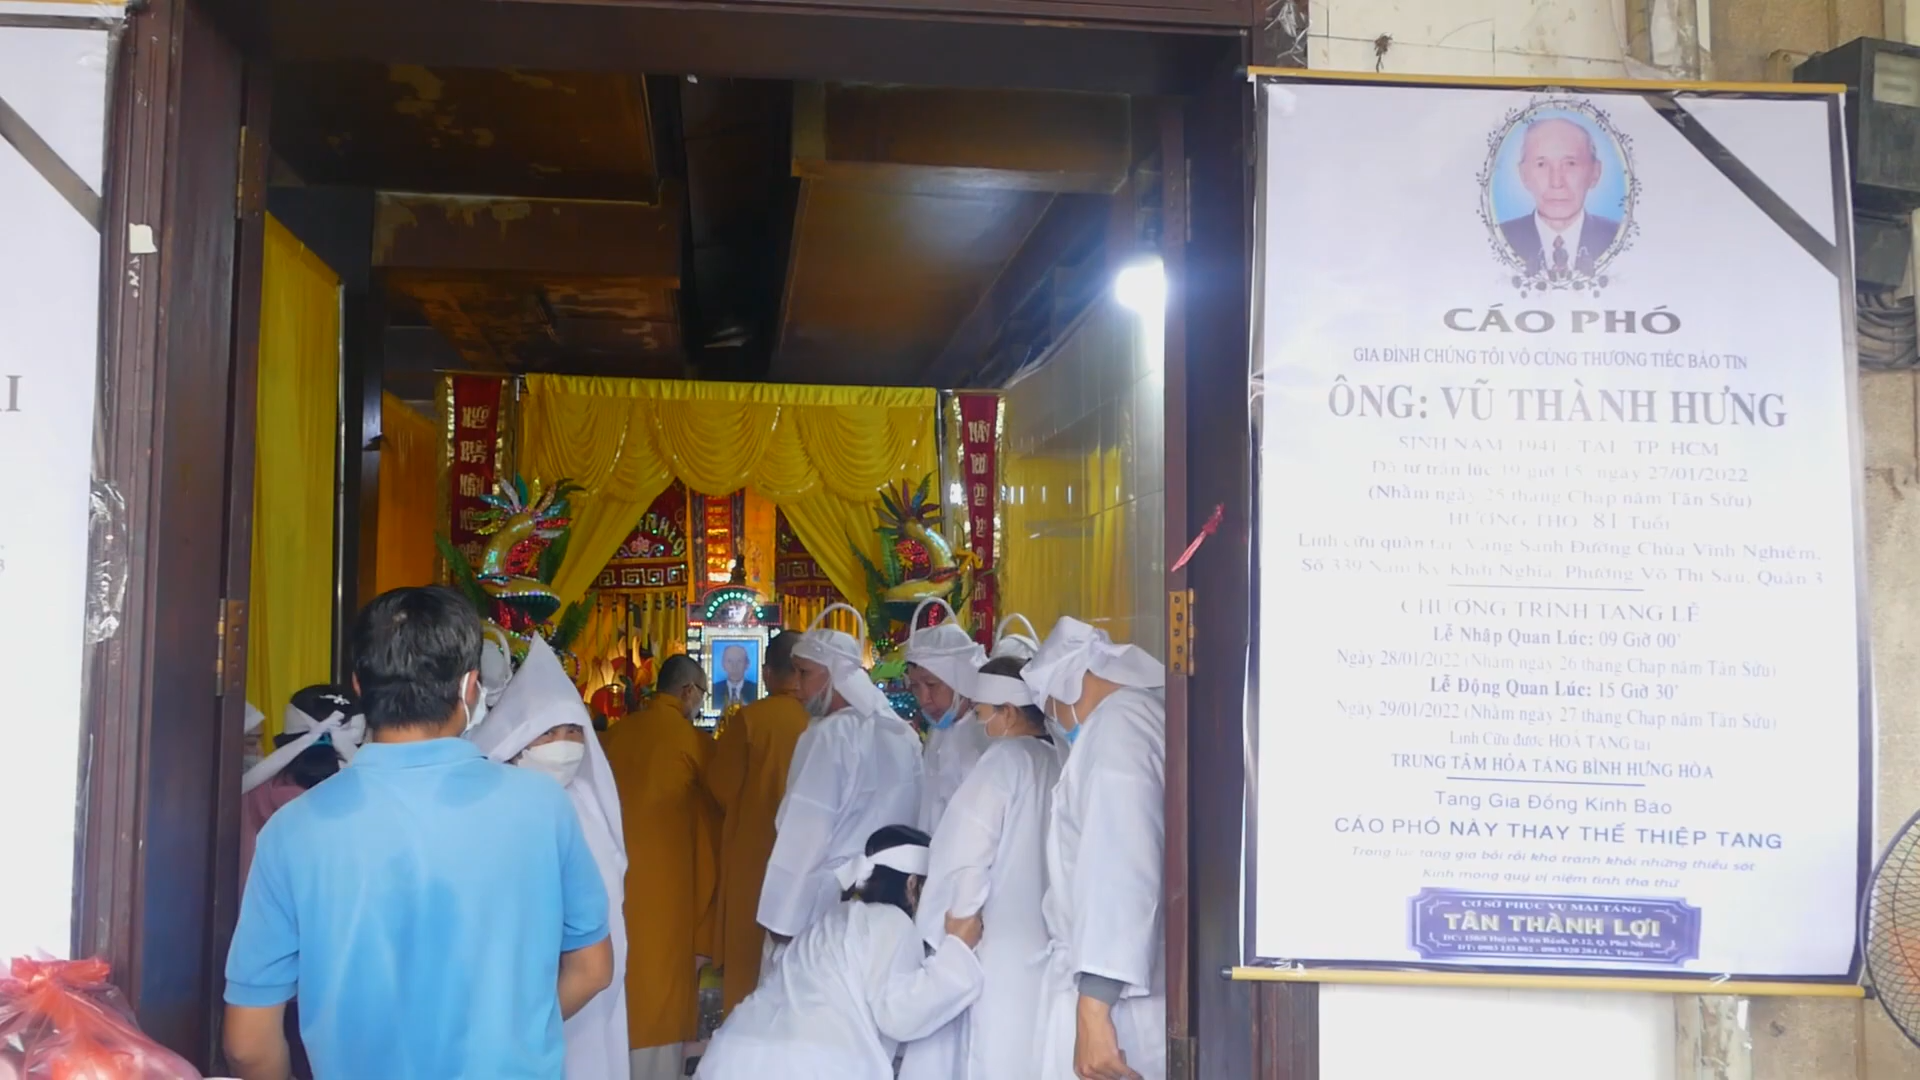 CÁO PHÓ
GIA ĐÌNH CHÚNG TÔI VÔ CÙNG THƯƠNG TIẾC BÁO TIN
ÔNG: VŨ THÀNH HƯNG
SINH NĂM 1941 TẠI TP HCM
Đã từ trần lúc 19 giờ 15 ngày 27/01/2022
(Nhằm ngày 25 tháng Chạp năm Tân Sửu)
HƯỞNG THỌ 81 Tuổi
Linh cữu quàn tại: Vãng Sanh Đường Chùa Vĩnh Nghiêm,
Số 339 Nam Kỳ Khởi Nghĩa, Phường Võ Thị Sáu, Quận 3
CHƯƠNG TRÌNH TANG LỄ
Lễ Nhập Quan Lúc: 09 Giờ 00'
Ngày 28/01/2022 (Nhằm ngày 26 tháng Chạp năm Tân Sửu)
Lễ Động Quan Lúc: 15 Giờ 30'
Ngày 29/01/2022 (Nhằm ngày 27 tháng Chạp năm Tân Sửu)
Linh Cữu được HOẢ TÁNG tại
TRUNG TÂM HỎA TÁNG BÌNH HƯNG HÒA
Tang Gia Đồng Kính Báo
CÁO PHÓ NÀY THAY THẾ THIỆP TANG
Trong lúc tang gia bối rối khó tránh khỏi những thiếu sót
Kính mong quý vị niệm tình tha thứ
CƠ SỞ PHỤC VỤ MAI TÁNG
TÂN THÀNH LỢI